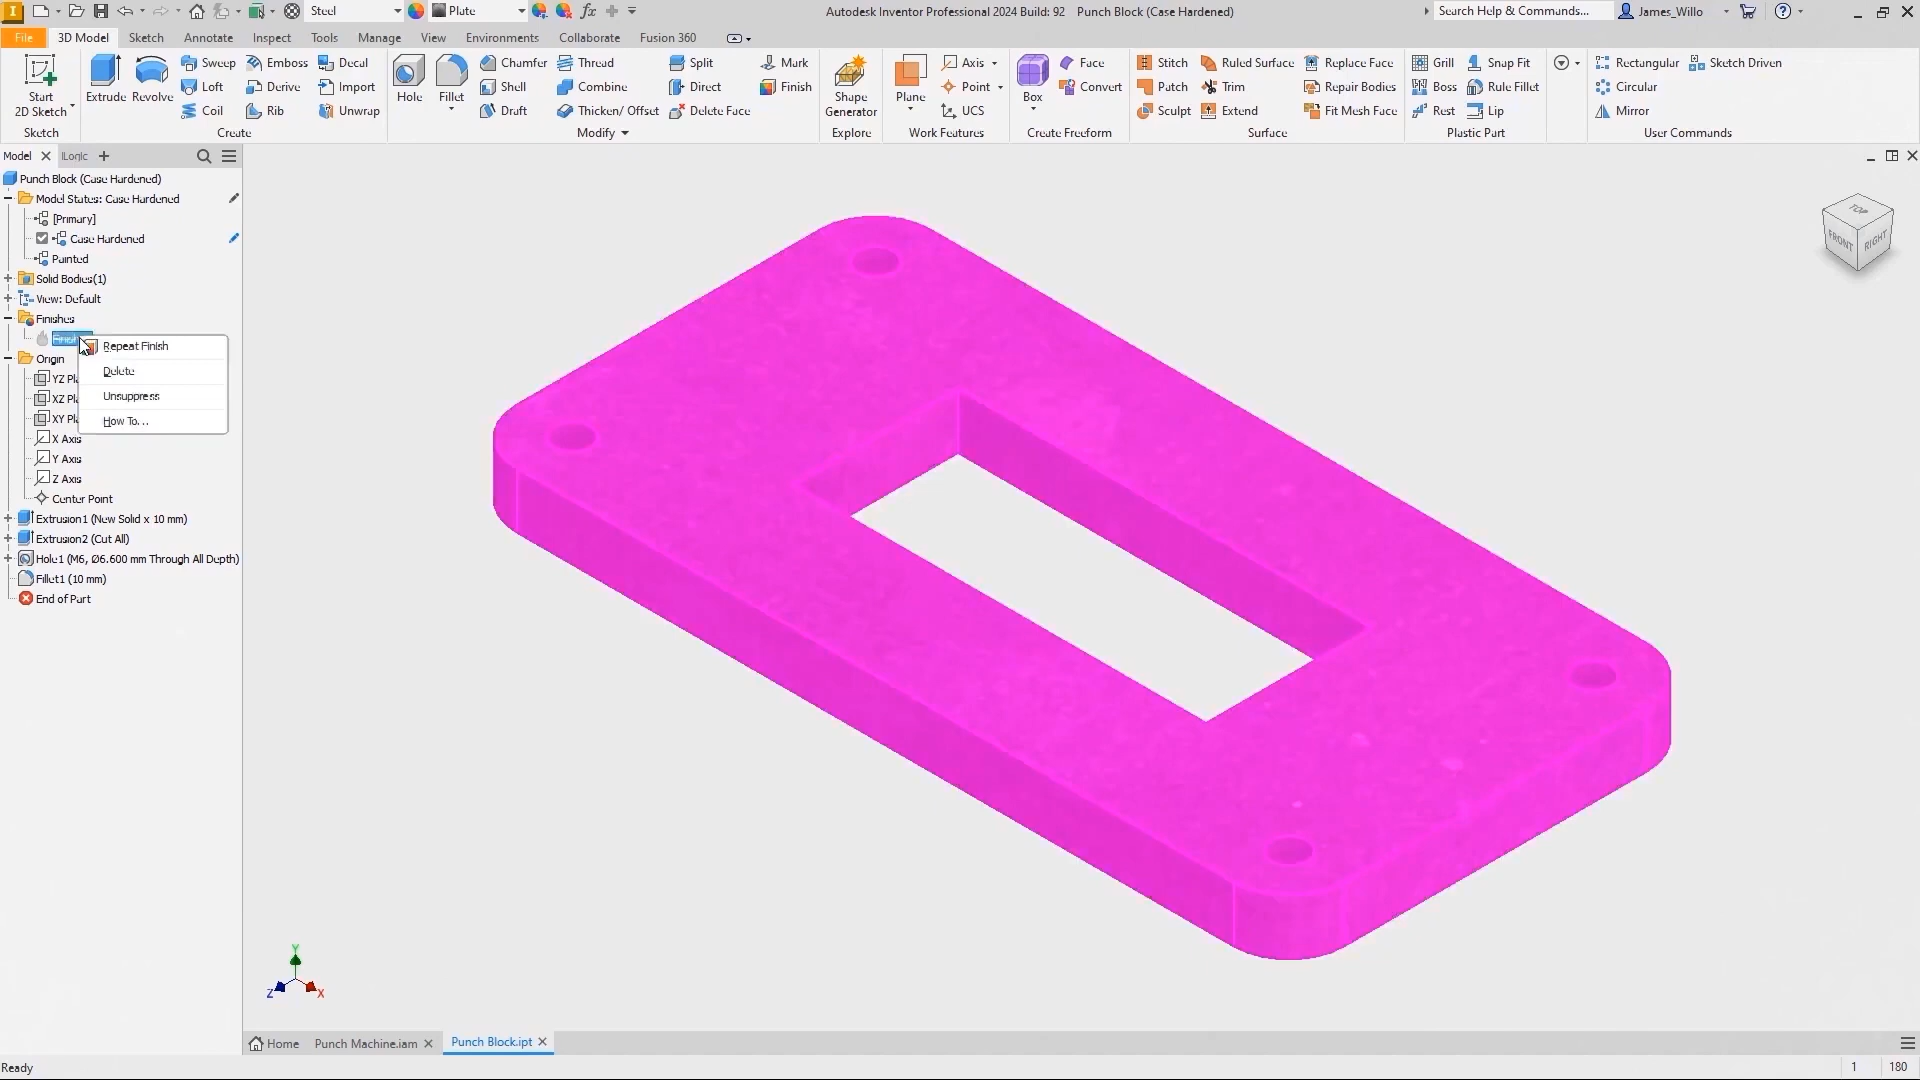 Steel
Plate
Autodesk Inventor Professional 2024 Build: 92 Punch Block (Case Hardened)
Search Help & Commands...
James_Willo
File 3D Model Sketch Annotate Inspect Tools Manage View Environments Collaborate Fusion 360
Start
2D Sketch
Sketch
Extrude
Revolve
Sweep
Emboss
Decal
Loft
Derive
Import
Coil
Rib
Unwrap
Create
Hole
Fillet
Chamfer
Thread
Split
Mark
Shell
Combine
Direct
Finish
Draft
Thicken/ Offset
Delete Face
Modify
Shape
Generator
Explore
Plane
Axis
Point
UCS
Work Features
Box
Face
Convert
Create Freeform
Stitch
Ruled Surface
Replace Face
Patch
Trim
Repair Bodies
Sculpt
Extend
Fit Mesh Face
Surface
Grill
Snap Fit
Boss
Rule Fillet
Rest
Lip
Plastic Part
Rectangular
Sketch Driven
Circular
Mirror
User Commands
Model
iLogic
Punch Block (Case Hardened)
Model States: Case Hardened
[Primary]
Case Hardened
Painted
Solid Bodies(1)
View: Default
Finishes
Repeat Finish
Delete
Unsuppress
How To...
Origin
YZ
XZ
XY
X Axis
Y Axis
Z Axis
Center Point
Extrusion1 (New Solid x 10 mm)
Extrusion2 (Cut All)
Hole1 (M6, Ø6.600 mm Through All Depth)
Fillet1 (10 mm)
End of Part
TOP
FRONT
RIGHT
Y
Z
X
Home
Punch Machine.iam
Punch Block.ipt
Ready
1
180